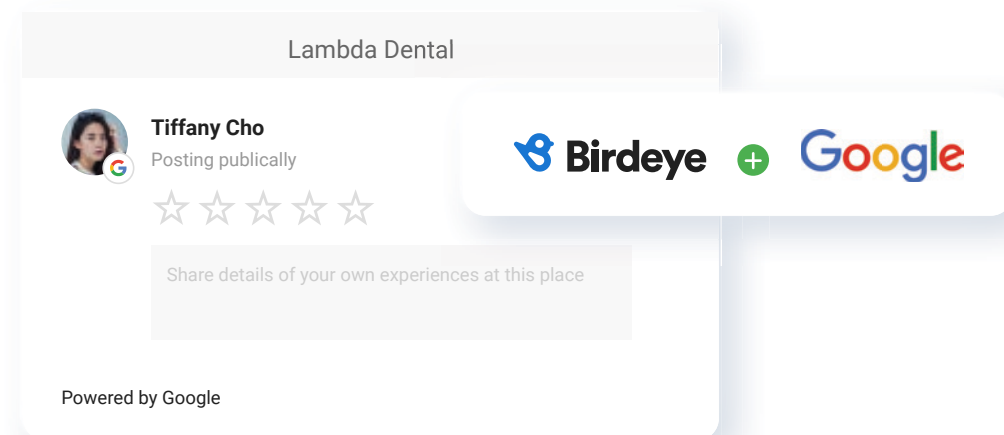 Lambda Dental
Tiffany Cho
Posting publically
Birdeye + Google
Share details of your own experiences at this place
Powered by Google